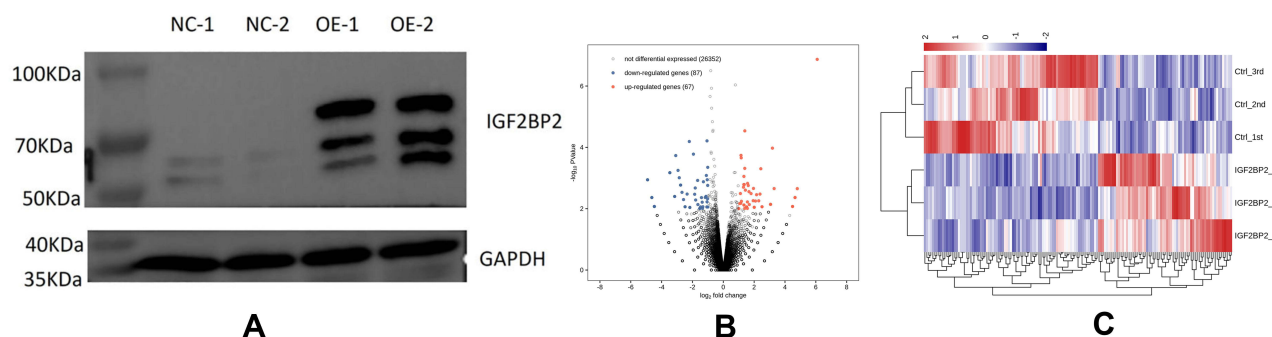 NC-1 NC-2 OE-1 OE-2
100KDa
70KDa
50KDa
IGF2BP2
40KDa
35KDa
GAPDH
A
not differential expressed (26352)
down-regulated genes (87)
up-regulated genes (67)
-log₁₀ PValue
6
4
2
0
-8 -6 -4 -2 0 2 4 6 8
log₂ fold change
B
2 1 0 -1 -2
Ctrl_3rd
Ctrl_2nd
Ctrl_1st
IGF2BP2_
IGF2BP2_
IGF2BP2_
C